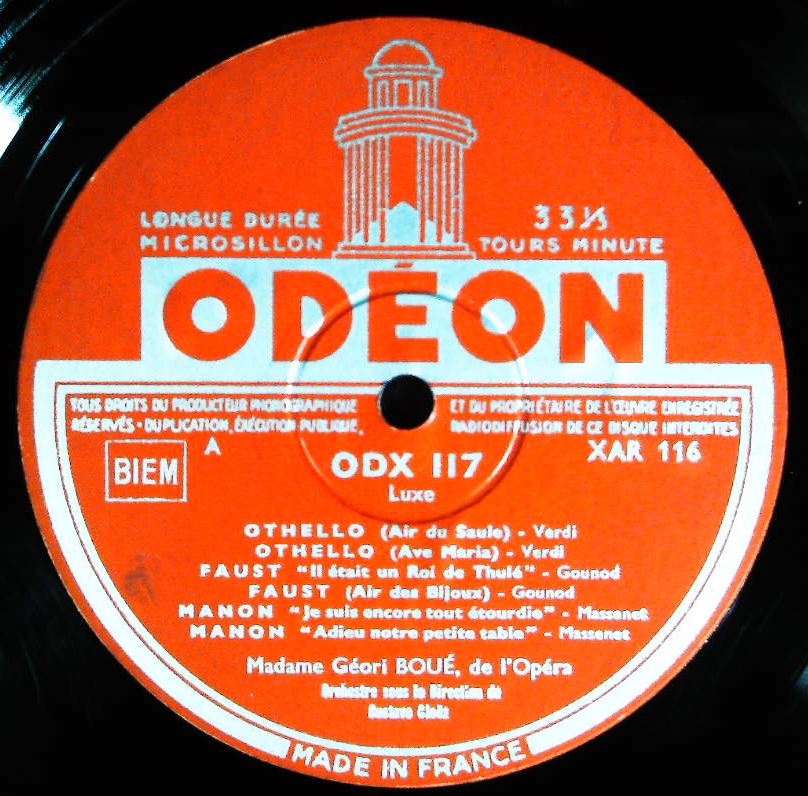 LONGUE DURÉE
MICROSILLON
33⅓
TOURS MINUTE
ODÉON
TOUS DROITS DU PRODUCTEUR PHONOGRAPHIQUE ET DU PROPRIÉTAIRE DE L'ŒUVRE ENREGISTRÉE
RÉSERVÉS · DUPLICATION, EXÉCUTION PUBLIQUE, RADIODIFFUSION DE CE DISQUE INTERDITES
BIEM
A
ODX 117
Luxe
XAR 116
OTHELLO (Air du Saule) - Verdi
OTHELLO (Ave Maria) - Verdi
FAUST "Il était un Roi de Thulé" - Gounod
FAUST (Air des Bijoux) - Gounod
MANON "Je suis encore tout étourdie" - Massenet
MANON "Adieu notre petite table" - Massenet
Madame Géori BOUÉ, de l'Opéra
Orchestre sous la Direction de
Gustave Cloëz
MADE IN FRANCE